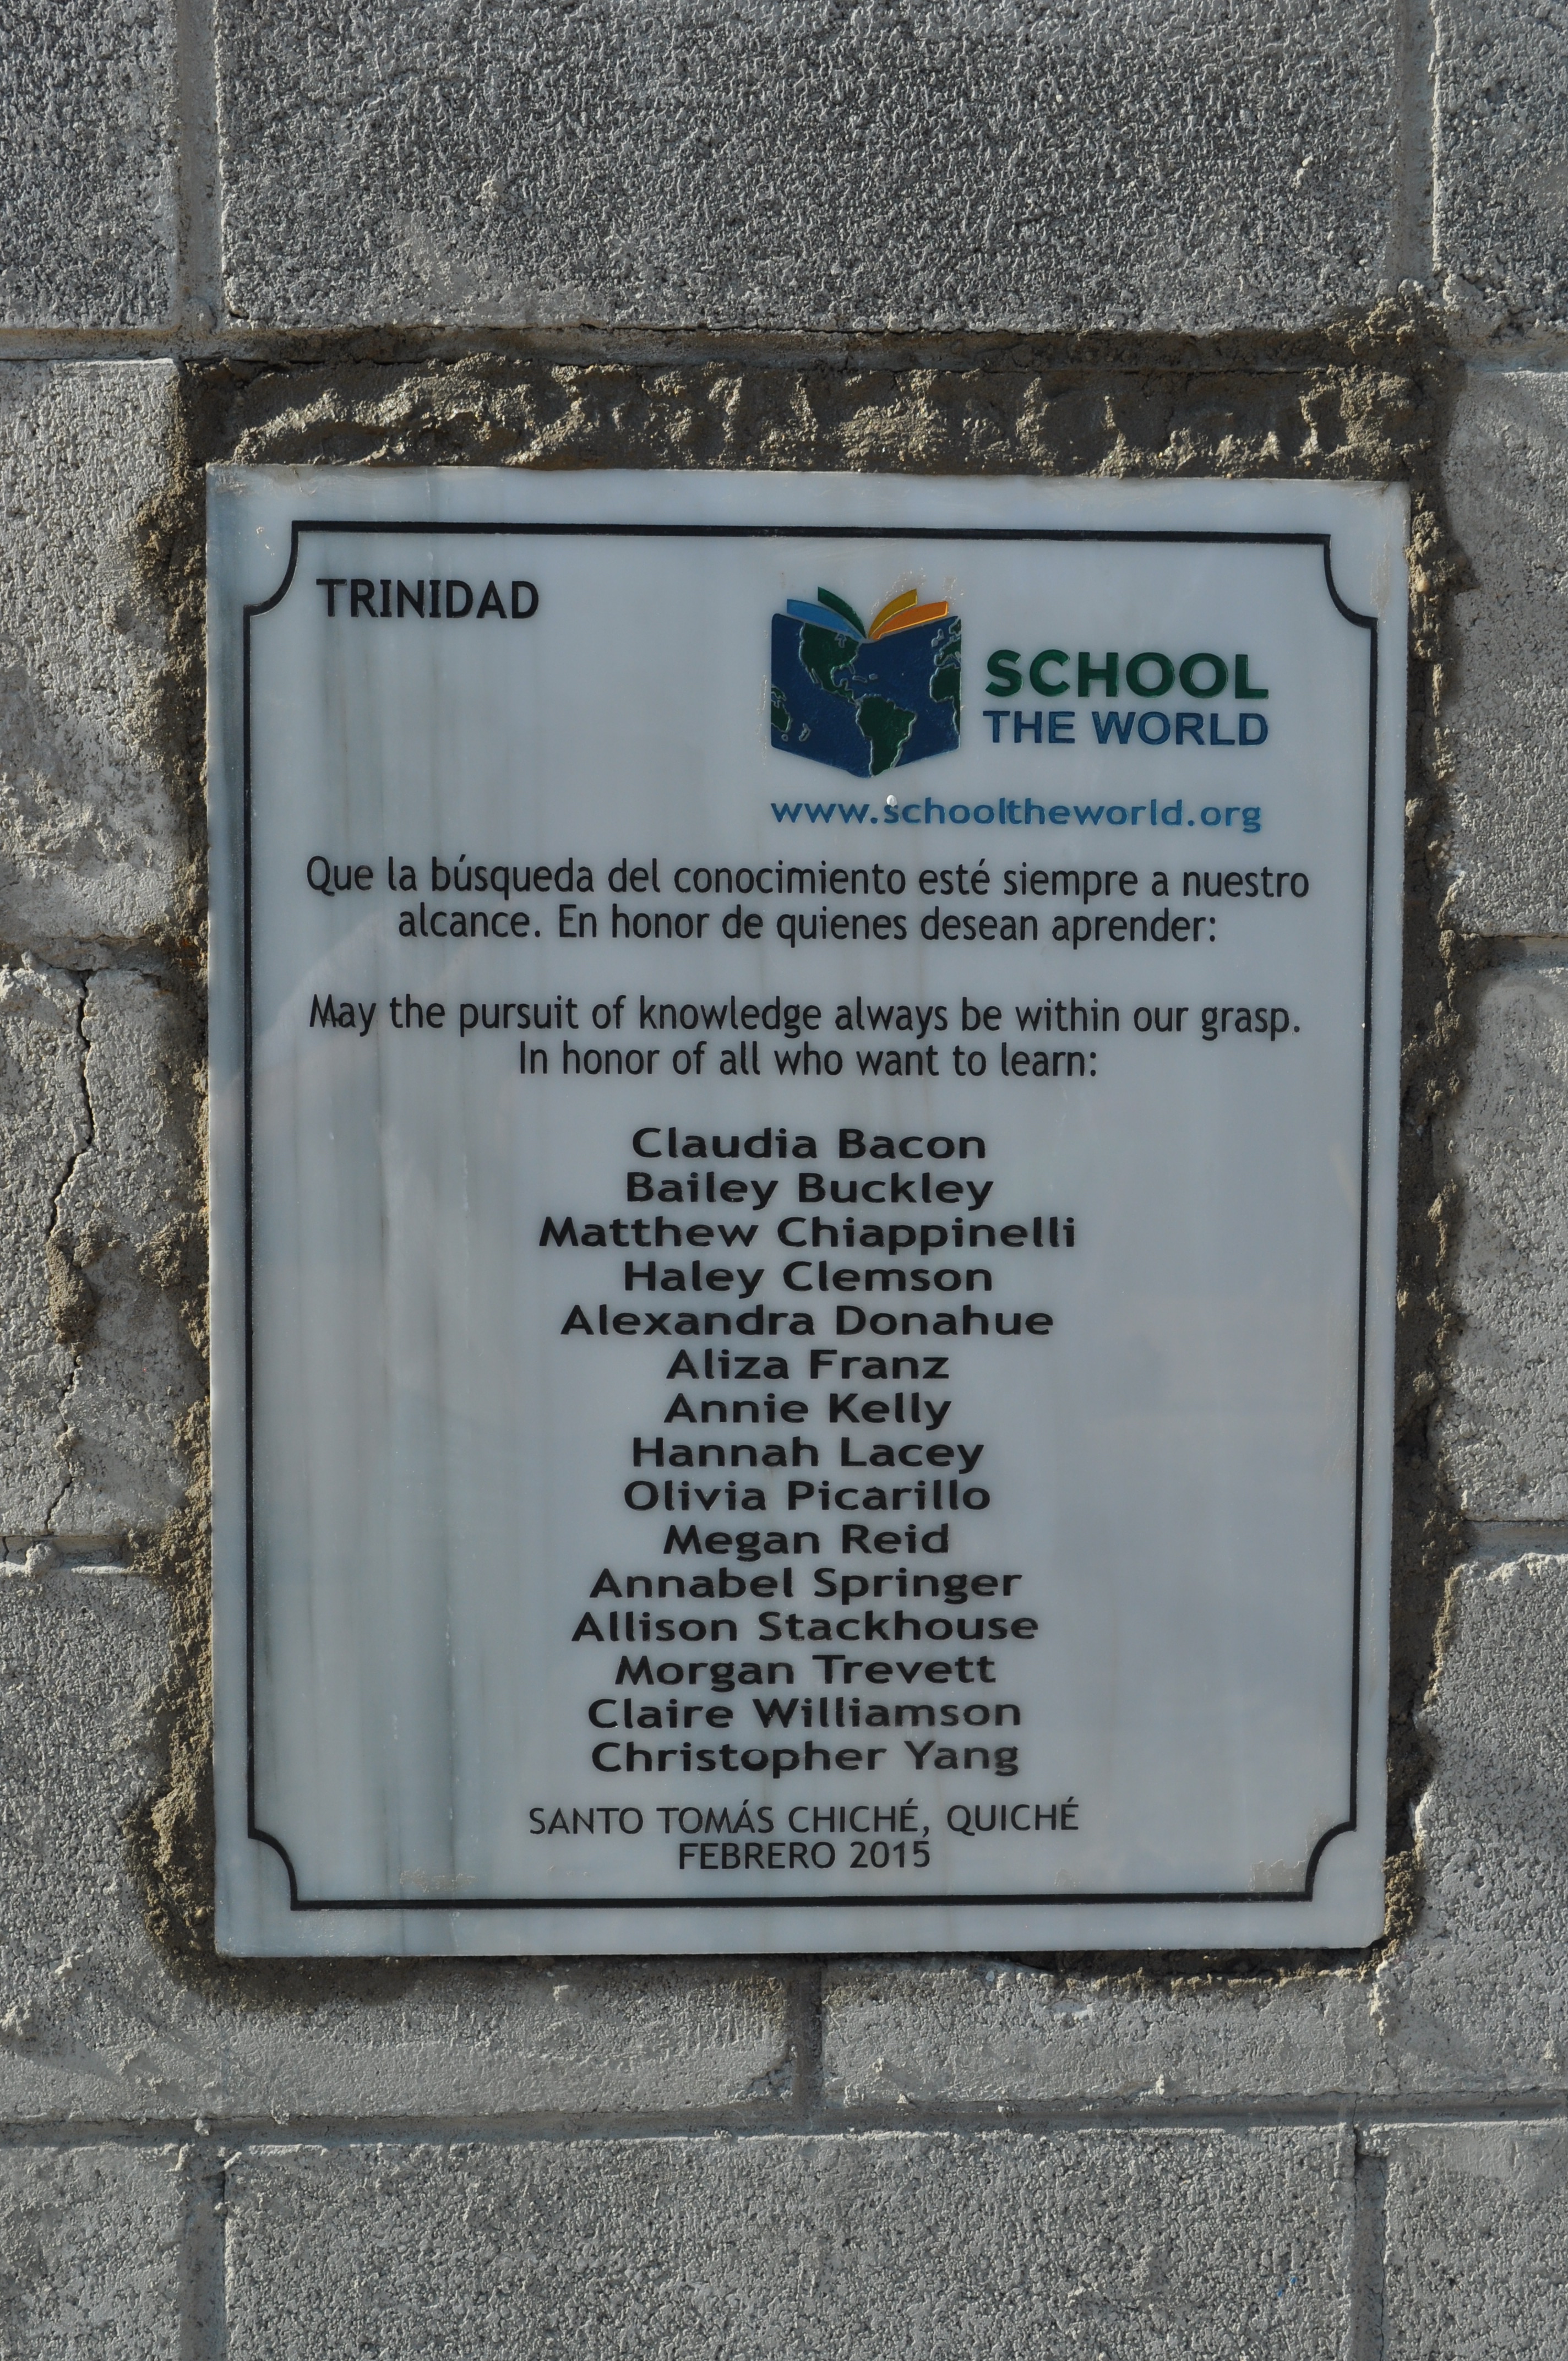 TRINIDAD
SCHOOL
THE WORLD
www.schooltheworld.org
Que la búsqueda del conocimiento esté siempre a nuestro
alcance. En honor de quienes desean aprender:
May the pursuit of knowledge always be within our grasp.
In honor of all who want to learn:
Claudia Bacon
Bailey Buckley
Matthew Chiappinelli
Haley Clemson
Alexandra Donahue
Aliza Franz
Annie Kelly
Hannah Lacey
Olivia Picarillo
Megan Reid
Annabel Springer
Allison Stackhouse
Morgan Trevett
Claire Williamson
Christopher Yang
SANTO TOMÁS CHICHÉ, QUICHÉ
FEBRERO 2015